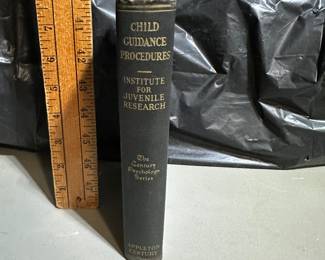 CHILD
GUIDANCE
PROCEDURES
INSTITUTE
FOR
JUVENILE
RESEARCH
The
Century
Psychology
Series
APPLETON
CENTURY